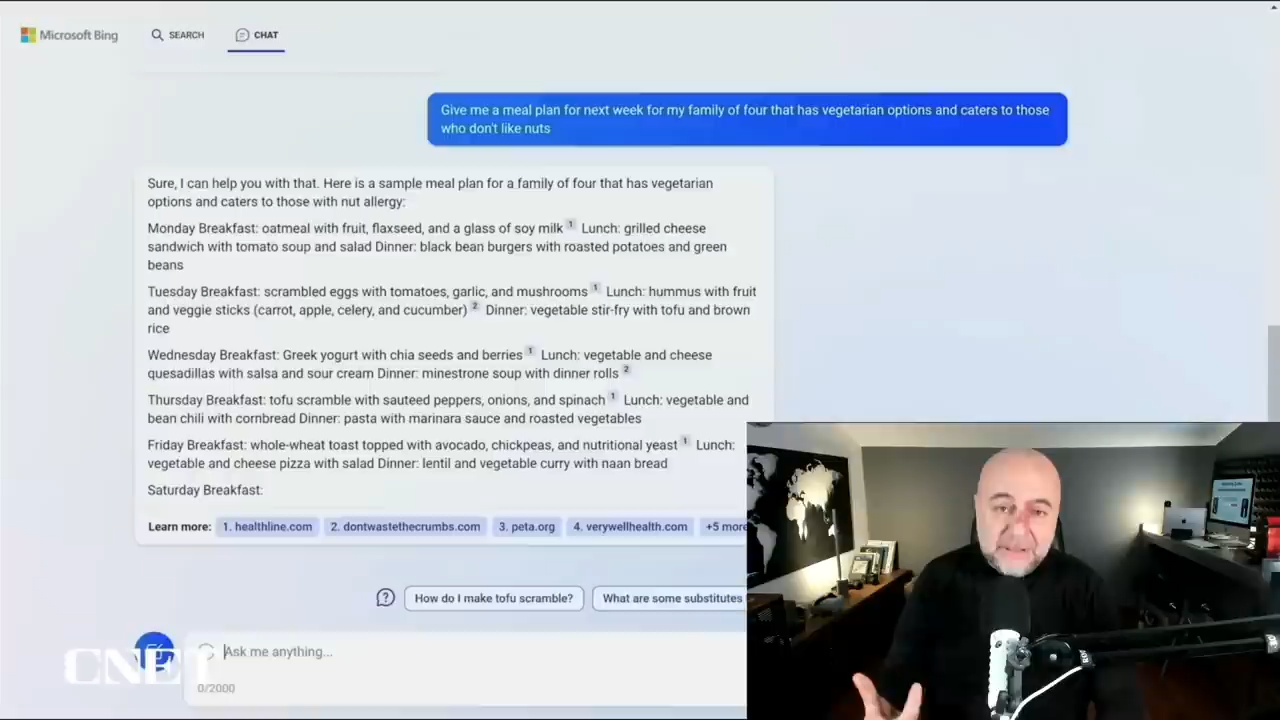 Microsoft Bing
SEARCH
CHAT
Give me a meal plan for next week for my family of four that has vegetarian options and caters to those
who don't like nuts
Sure, I can help you with that. Here is a sample meal plan for a family of four that has vegetarian
options and caters to those with nut allergy:
Monday Breakfast: oatmeal with fruit, flaxseed, and a glass of soy milk 1 Lunch: grilled cheese
sandwich with tomato soup and salad Dinner: black bean burgers with roasted potatoes and green
beans
Tuesday Breakfast: scrambled eggs with tomatoes, garlic, and mushrooms 1 Lunch: hummus with fruit
and veggie sticks (carrot, apple, celery, and cucumber) 2 Dinner: vegetable stir-fry with tofu and brown
rice
Wednesday Breakfast: Greek yogurt with chia seeds and berries 1 Lunch: vegetable and cheese
quesadillas with salsa and sour cream Dinner: minestrone soup with dinner rolls 2
Thursday Breakfast: tofu scramble with sauteed peppers, onions, and spinach 1 Lunch: vegetable and
bean chili with cornbread Dinner: pasta with marinara sauce and roasted vegetables
Friday Breakfast: whole-wheat toast topped with avocado, chickpeas, and nutritional yeast 1 Lunch:
vegetable and cheese pizza with salad Dinner: lentil and vegetable curry with naan bread
Saturday Breakfast:
Learn more: 1. healthline.com 2. dontwastethecrumbs.com 3. peta.org 4. verywellhealth.com +5 more
How do I make tofu scramble? What are some substitutes
Ask me anything...
CNET
0/2000